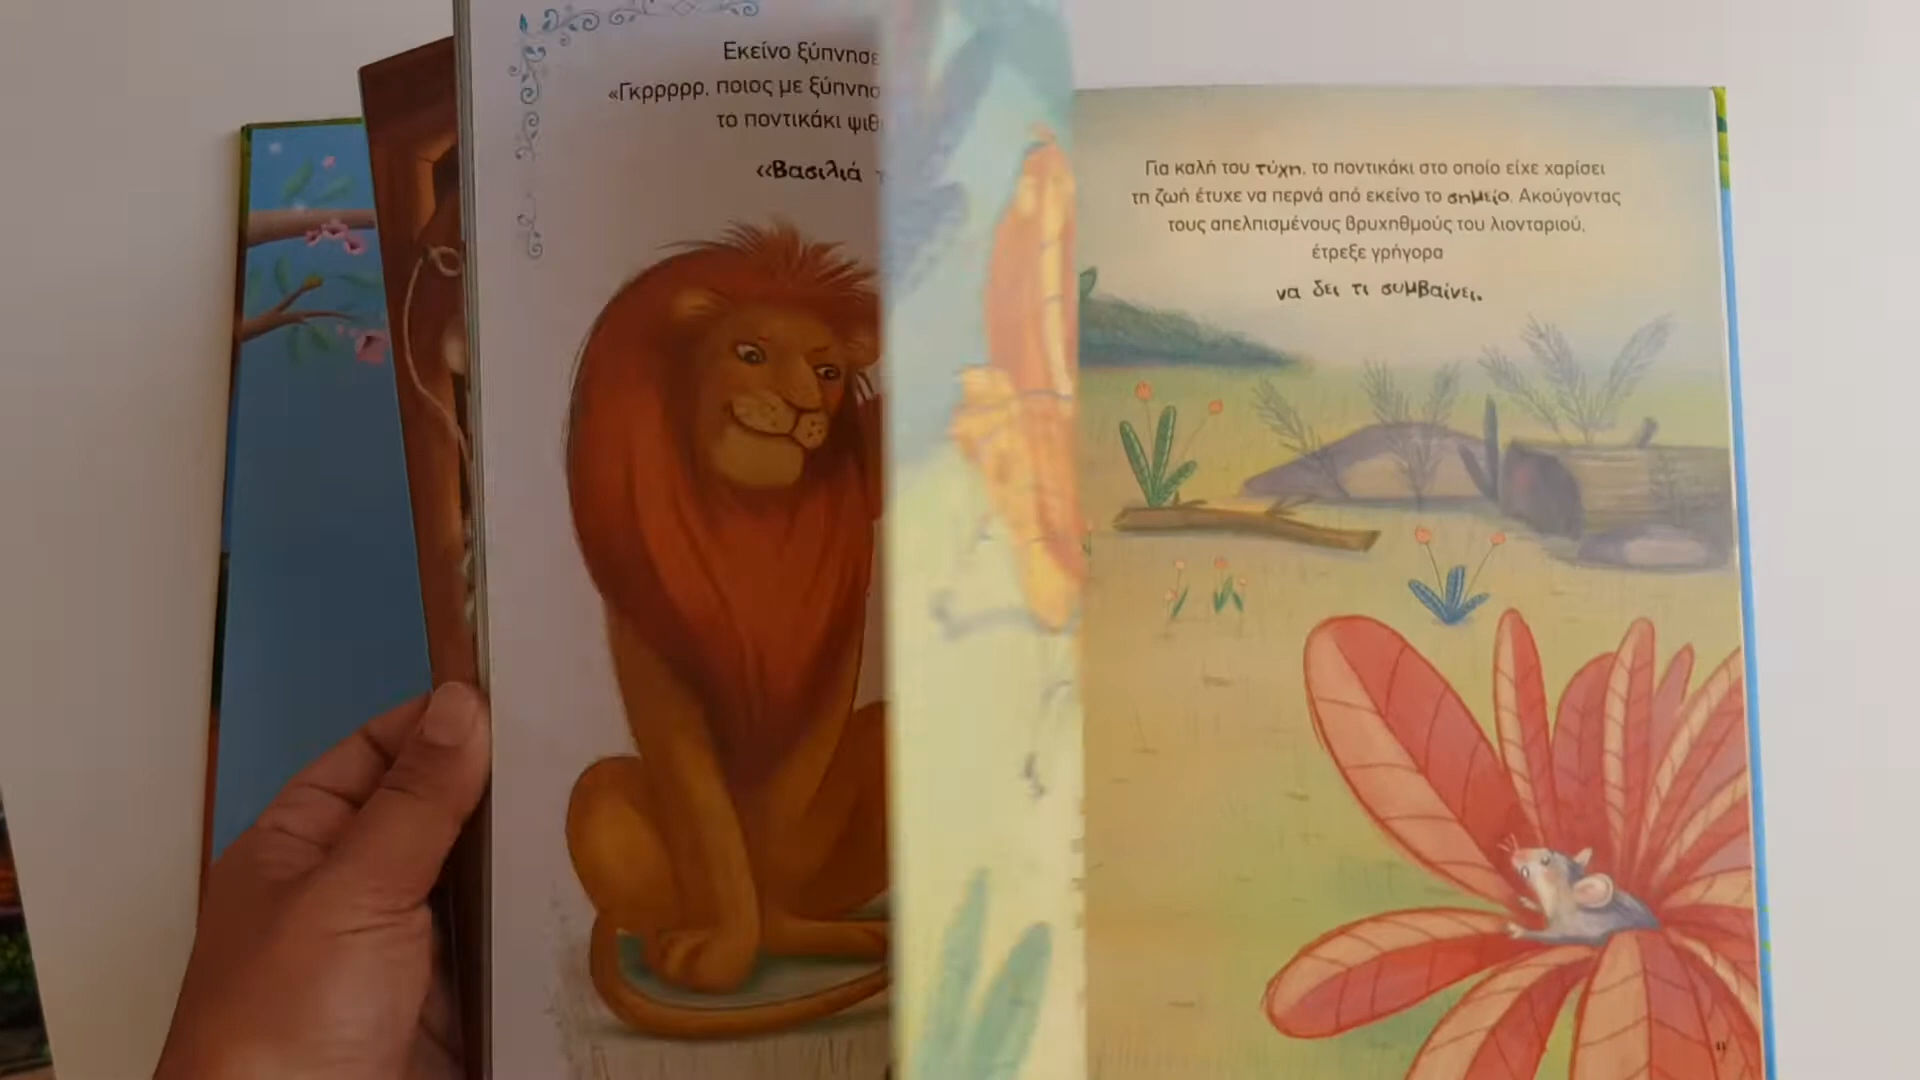 Εκείνο ξύπνησε
«Γκρρρρρ, ποιος με
το ποντικάκι
«Βασιλιά
Για καλή του τύχη, το ποντικάκι στο οποίο είχε χαρίσει
τη ζωή έτυχε να περνά από εκείνο το σημείο. Ακούγοντας
τους απελπισμένους βρυχηθμούς του λιονταριού,
έτρεξε γρήγορα
να δει τι συμβαίνει.